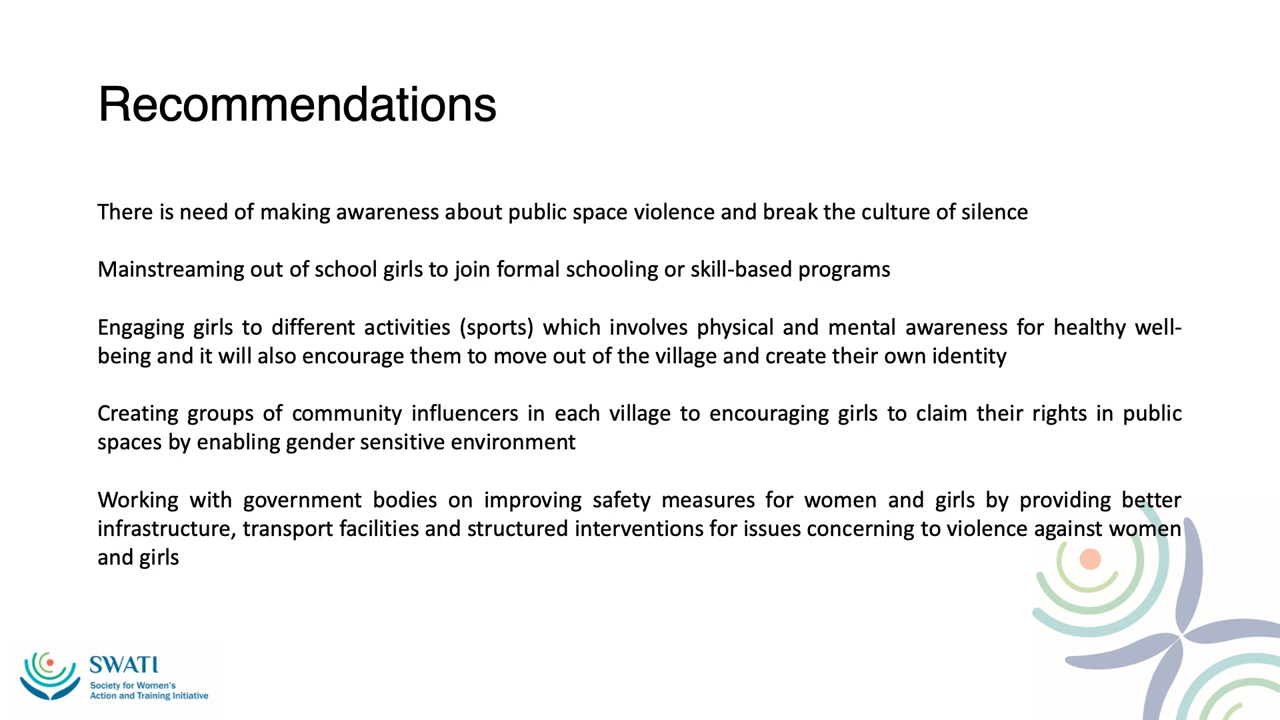 Recommendations
There is need of making awareness about public space violence and break the culture of silence
Mainstreaming out of school girls to join formal schooling or skill-based programs
Engaging girls to different activities (sports) which involves physical and mental awareness for healthy well-
being and it will also encourage them to move out of the village and create their own identity
Creating groups of community influencers in each village to encouraging girls to claim their rights in public
spaces by enabling gender sensitive environment
Working with government bodies on improving safety measures for women and girls by providing better
infrastructure, transport facilities and structured interventions for issues concerning to violence against women
and girls
SWATI
Society for Women's
Action and Training Initiative